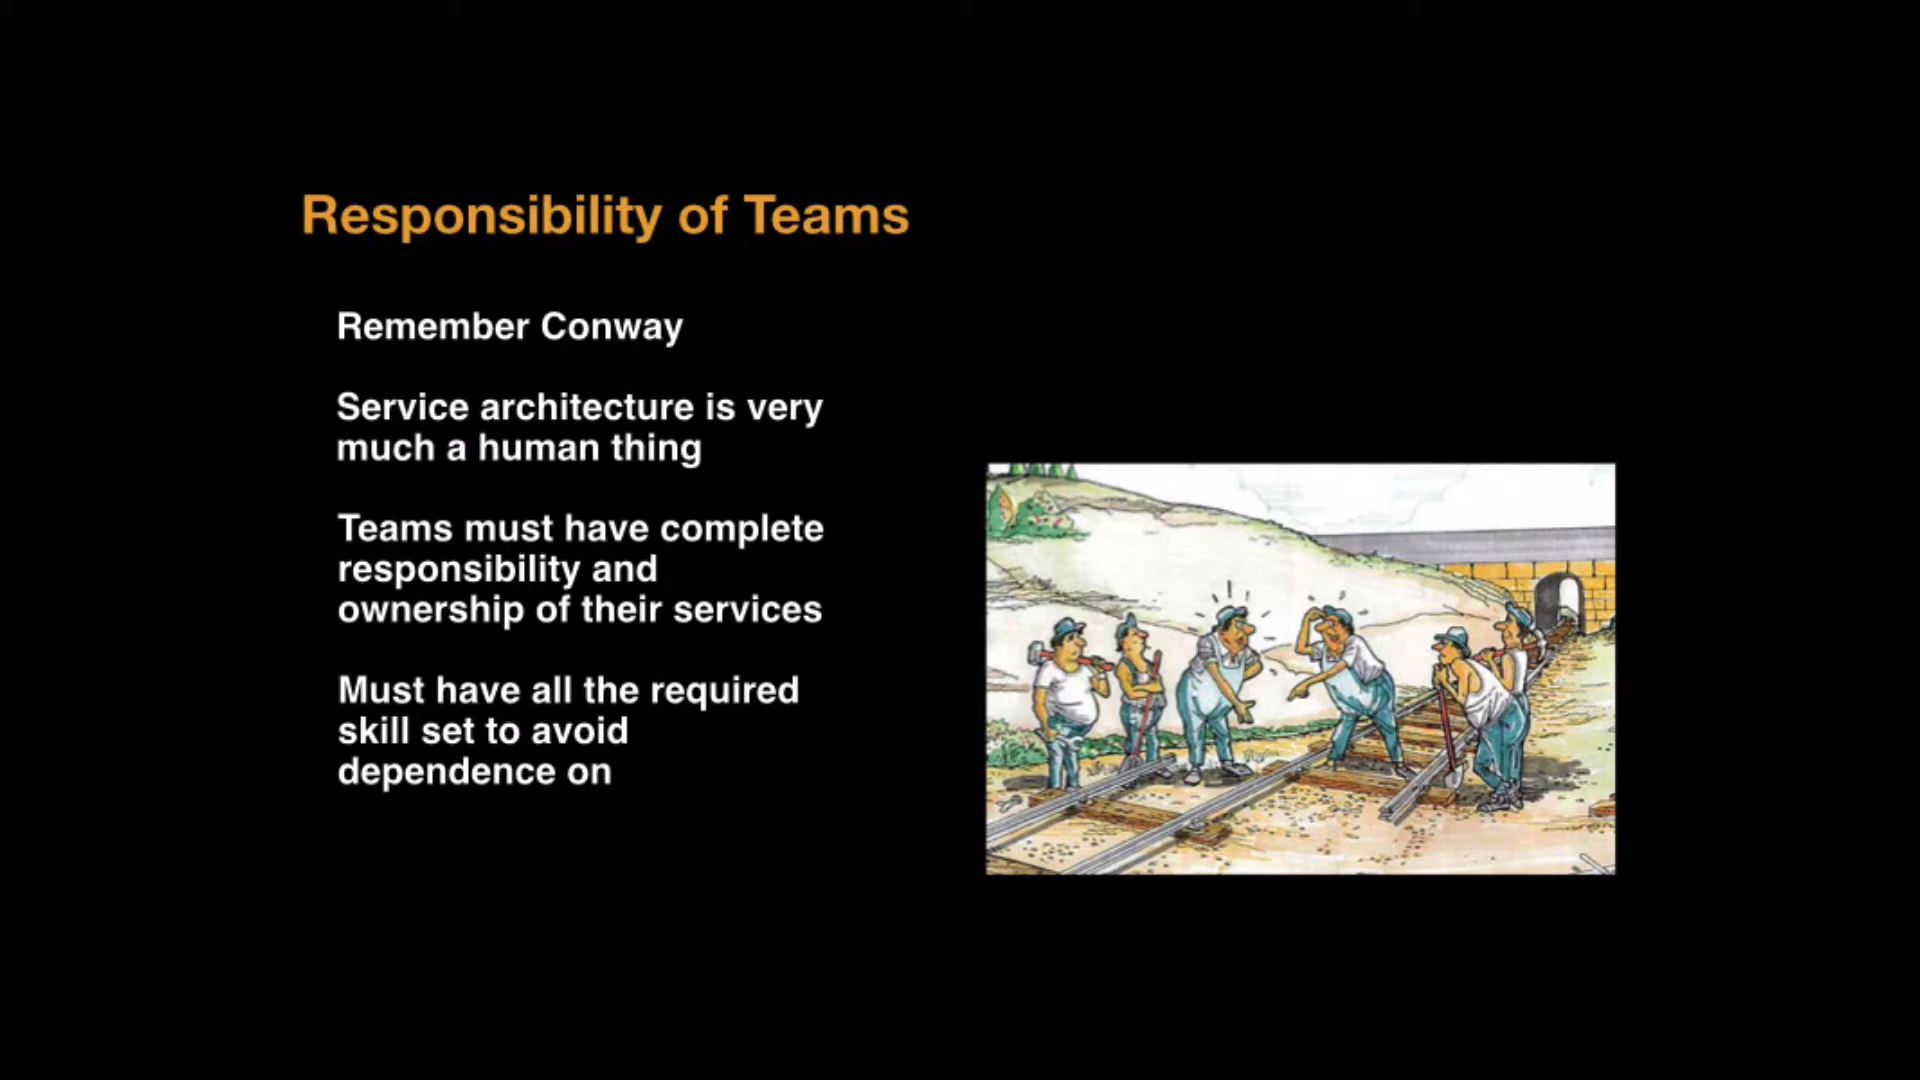 Responsibility of Teams
Remember Conway
Service architecture is very
much a human thing
Teams must have complete
responsibility and
ownership of their services
Must have all the required
skill set to avoid
dependence on